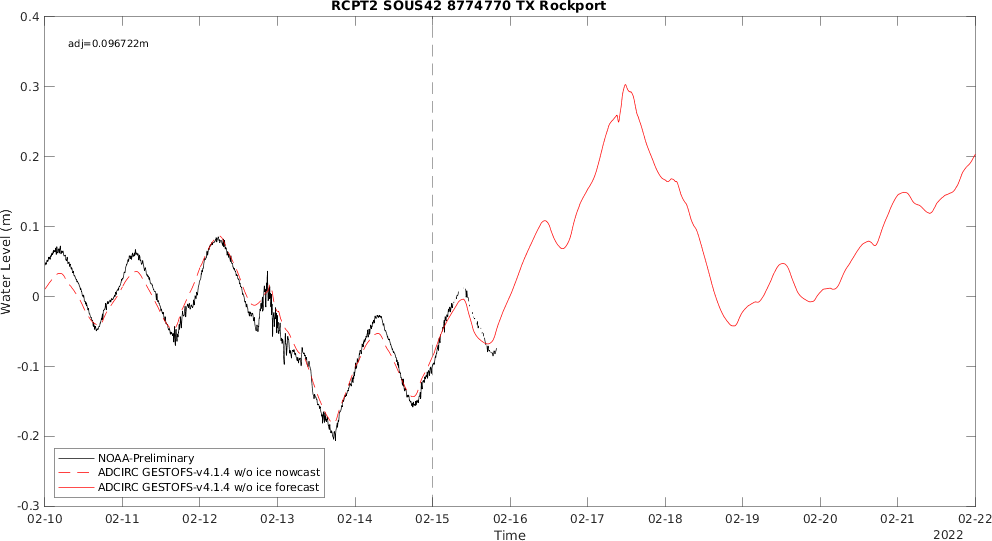 RCPT2 SOUS42 8774770 TX Rockport
adj=0.096722m
0.4
0.3
0.2
0.1
0
-0.1
-0.2
-0.3
Water Level (m)
NOAA-Preliminary
ADCIRC GESTOFS-v4.1.4 w/o ice nowcast
ADCIRC GESTOFS-v4.1.4 w/o ice forecast
02-10 02-11 02-12 02-13 02-14 02-15 02-16 02-17 02-18 02-19 02-20 02-21 02-22
Time
2022